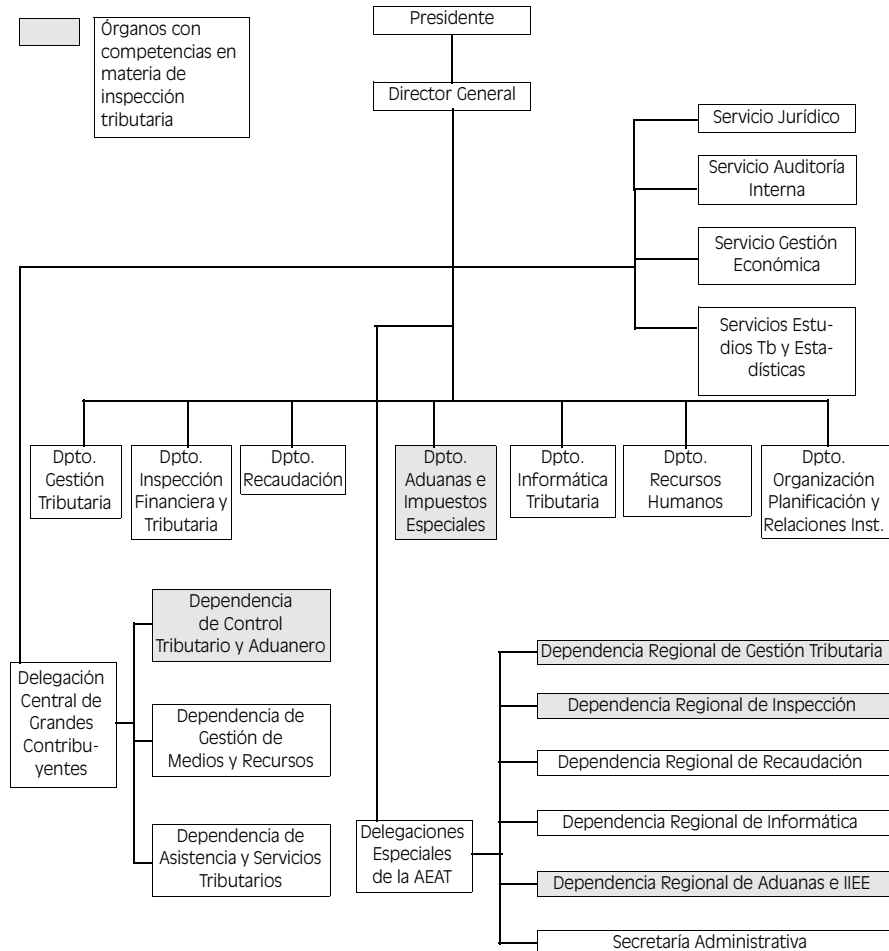 Órganos con
competencias en
materia de
inspección
tributaria
Presidente
Director General
Servicio Jurídico
Servicio Auditoría
Interna
Servicio Gestión
Económica
Servicios Estu-
dios Tb y Esta-
dísticas
Dpto.
Gestión
Tributaria
Dpto.
Inspección
Financiera y
Tributaria
Dpto.
Recaudación
Dpto.
Aduanas e
Impuestos
Especiales
Dpto.
Informática
Tributaria
Dpto.
Recursos
Humanos
Dpto.
Organización
Planificación y
Relaciones Inst.
Delegación
Central de
Grandes
Contribu-
yentes
Dependencia
de Control
Tributario y Aduanero
Dependencia de
Gestión de
Medios y Recursos
Dependencia de
Asistencia y Servicios
Tributarios
Delegaciones
Especiales
de la AEAT
Dependencia Regional de Gestión Tributaria
Dependencia Regional de Inspección
Dependencia Regional de Recaudación
Dependencia Regional de Informática
Dependencia Regional de Aduanas e IIEE
Secretaría Administrativa